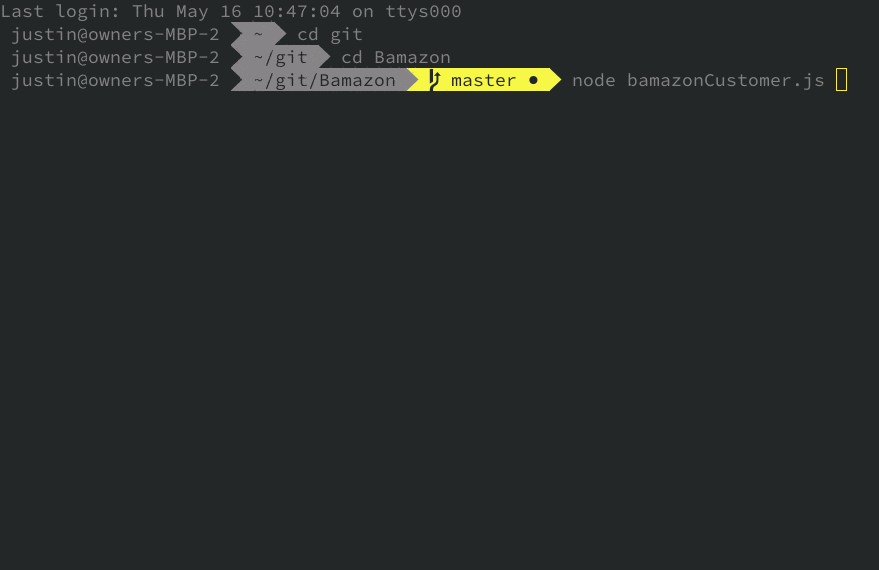 Last login: Thu May 16 10:47:04 on ttys000
justin@owners-MBP-2 ~ cd git
justin@owners-MBP-2 ~/git cd Bamazon
justin@owners-MBP-2 ~/git/Bamazon master ● node bamazonCustomer.js